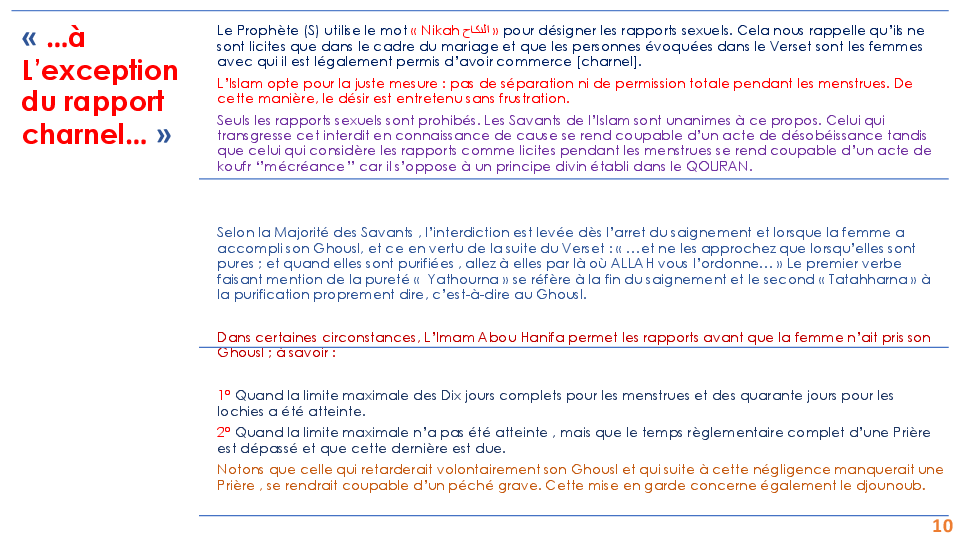 « …à
L’exception
du rapport
charnel… »
Le Prophète (S) utilise le mot « Nikah النكاح » pour désigner les rapports sexuels. Cela nous rappelle qu’ils ne
sont licites que dans le cadre du mariage et que les personnes évoquées dans le Verset sont les femmes
avec qui il est légalement permis d’avoir commerce [charnel].
L’Islam opte pour la juste mesure : pas de séparation ni de permission totale pendant les menstrues. De
cette manière, le désir est entretenu sans frustration.
Seuls les rapports sexuels sont prohibés. Les Savants de l’Islam sont unanimes à ce propos. Celui qui
transgresse cet interdit en connaissance de cause se rend coupable d’un acte de désobéissance tandis
que celui qui considère les rapports comme licites pendant les menstrues se rend coupable d’un acte de
koufr ‘’mécréance’’ car il s’oppose à un principe divin établi dans le QOURAN.
Selon la Majorité des Savants , l’interdiction est levée dès l’arret du saignement et lorsque la femme a
accompli son Ghousl, et ce en vertu de la suite du Verset : « …et ne les approchez que lorsqu’elles sont
pures ; et quand elles sont purifiées , allez à elles par là où ALLAH vous l’ordonne… » Le premier verbe
faisant mention de la pureté « Yathourna » se réfère à la fin du saignement et le second « Tatahharna » à
la purification proprement dire, c’est-à-dire au Ghousl.
Dans certaines circonstances, L’Imam Abou Hanifa permet les rapports avant que la femme n’ait pris son
Ghousl ; à savoir :
1° Quand la limite maximale des Dix jours complets pour les menstrues et des quarante jours pour les
lochies a été atteinte.
2° Quand la limite maximale n’a pas été atteinte , mais que le temps règlementaire complet d’une Prière
est dépassé et que cette dernière est due.
Notons que celle qui retarderait volontairement son Ghousl et qui suite à cette négligence manquerait une
Prière , se rendrait coupable d’un péché grave. Cette mise en garde concerne également le djounoub.
10